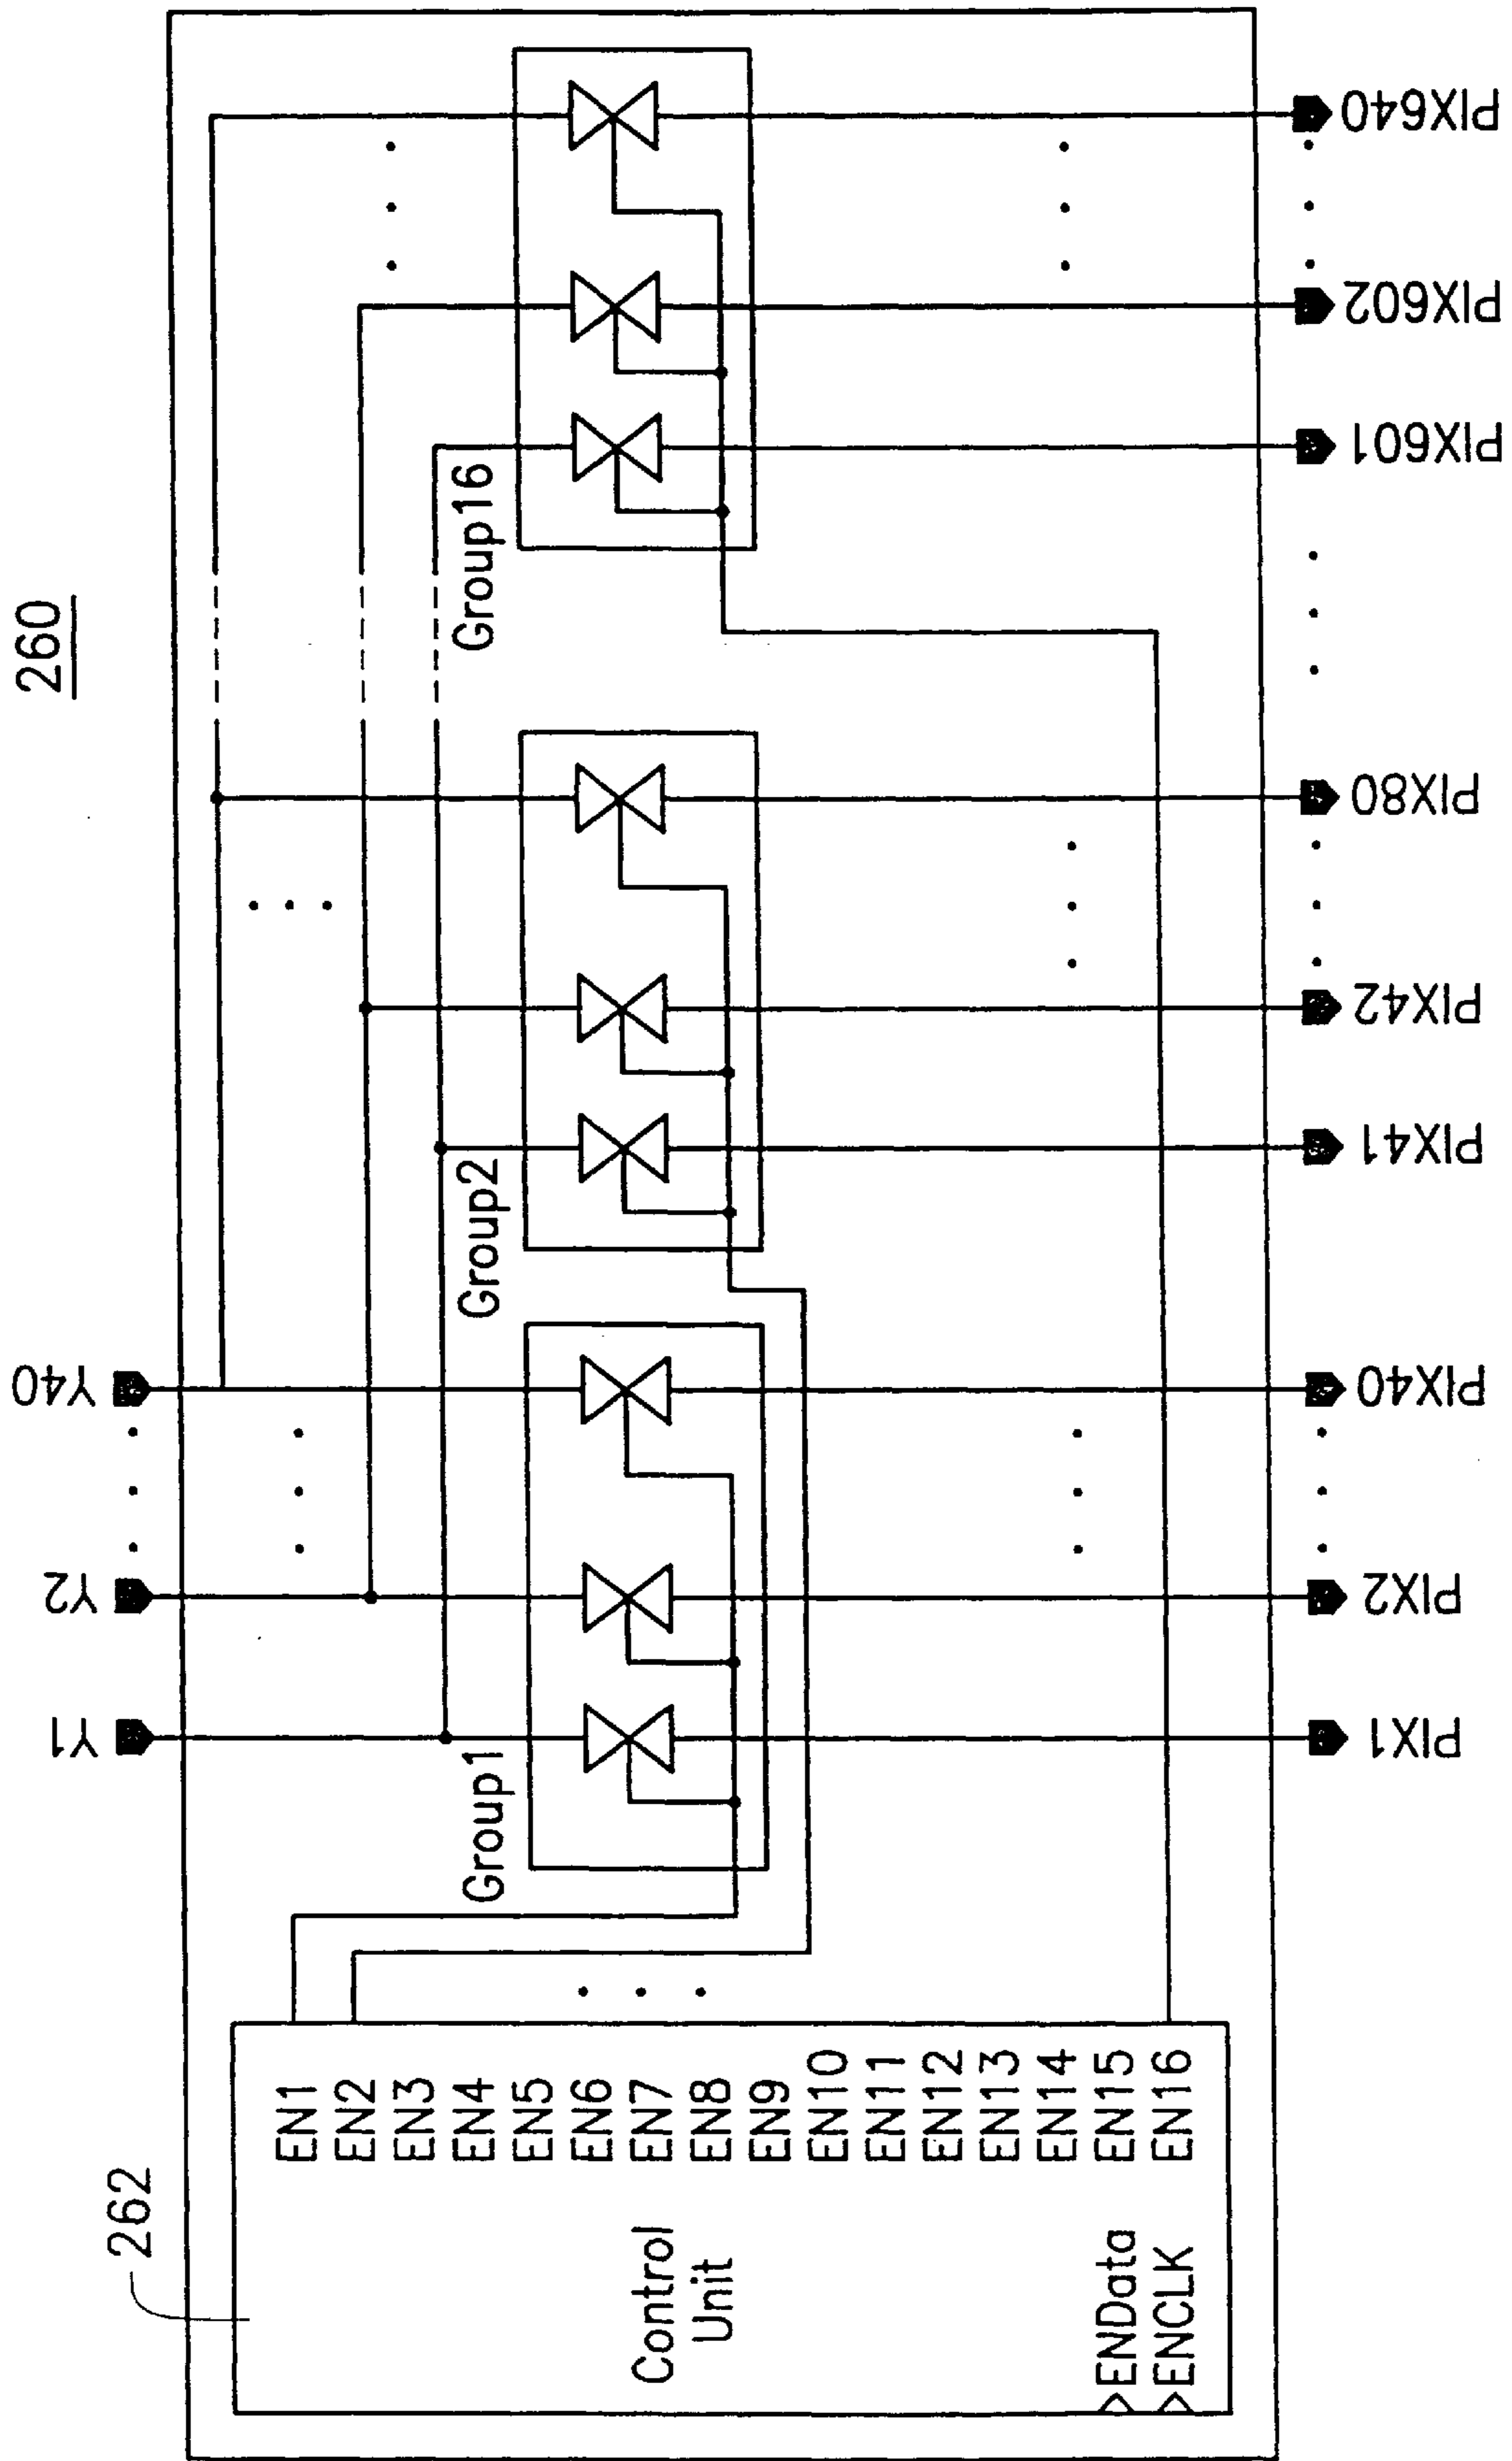 260
262
Control
Unit
ENData
ENCLK
EN1
EN2
EN3
EN4
EN5
EN6
EN7
EN8
EN9
EN10
EN11
EN12
EN13
EN14
EN15
EN16
Y1
Y2
Y40
Group1
Group2
Group16
PIX1
PIX2
PIX40
PIX41
PIX42
PIX80
PIX601
PIX602
PIX640